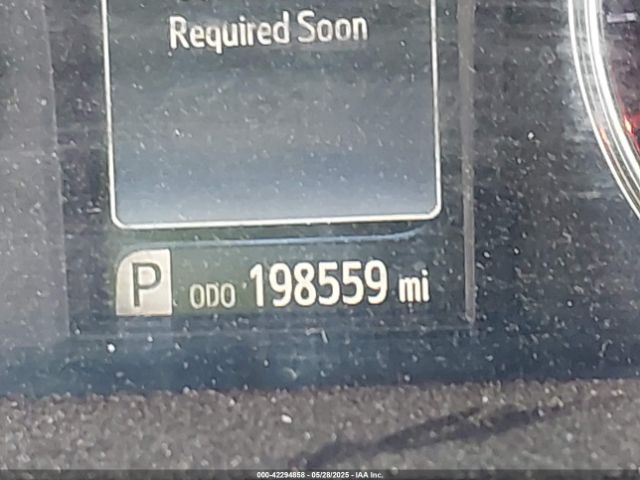 Required Soon
P ODO 198559 mi
000-42294858 - 05/28/2025 - IAA Inc.